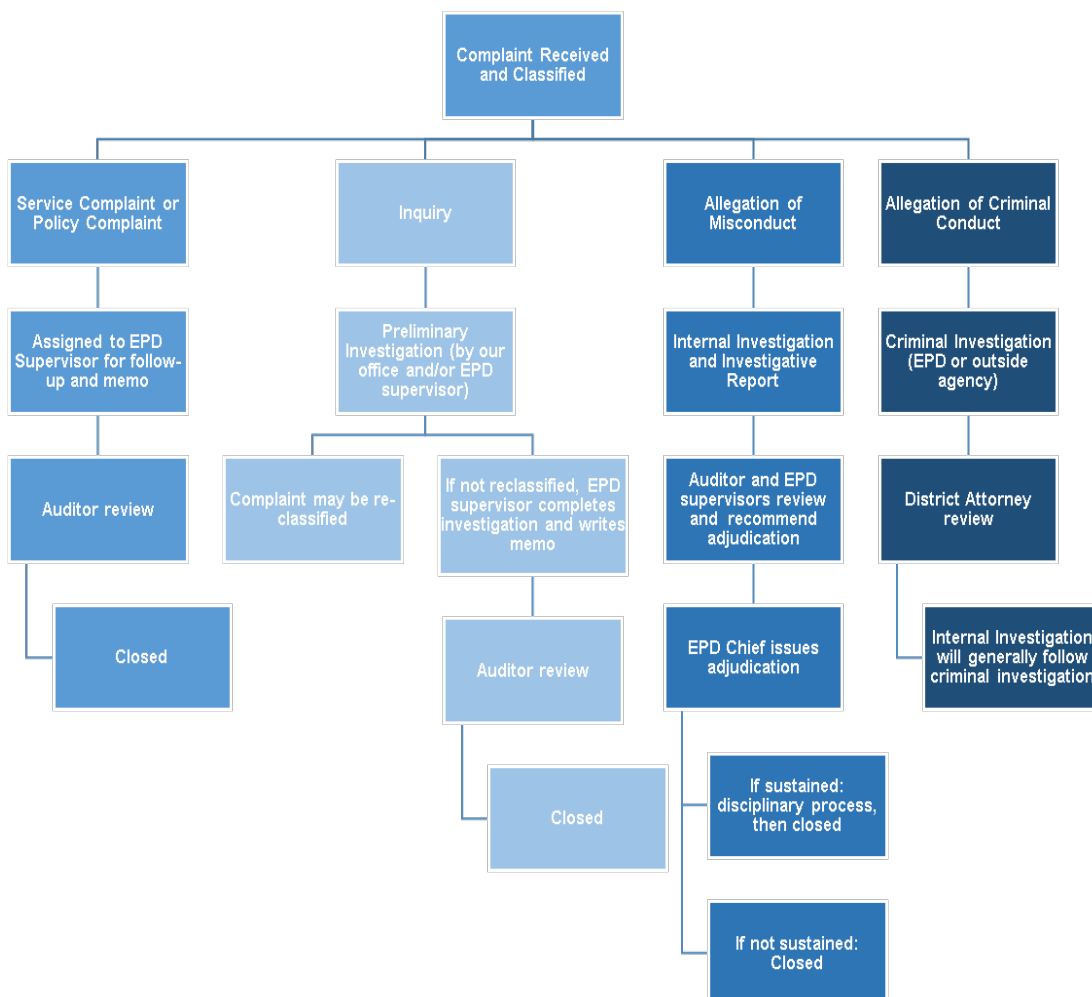 Complaint Received
and Classified
Service Complaint or
Policy Complaint
Inquiry
Allegation of
Misconduct
Allegation of Criminal
Conduct
Assigned to EPD
Supervisor for follow-
up and memo
Preliminary
Investigation (by our
office and/or EPD
supervisor)
Internal Investigation
and Investigative
Report
Criminal Investigation
(EPD or outside
agency)
Auditor review
Complaint may be re-
classified
If not reclassified, EPD
supervisor completes
investigation and writes
memo
Auditor and EPD
supervisors review
and recommend
adjudication
District Attorney
review
Closed
Auditor review
EPD Chief issues
adjudication
Internal Investigation
will generally follow
criminal investigation
Closed
If sustained:
disciplinary process,
then closed
If not sustained:
Closed